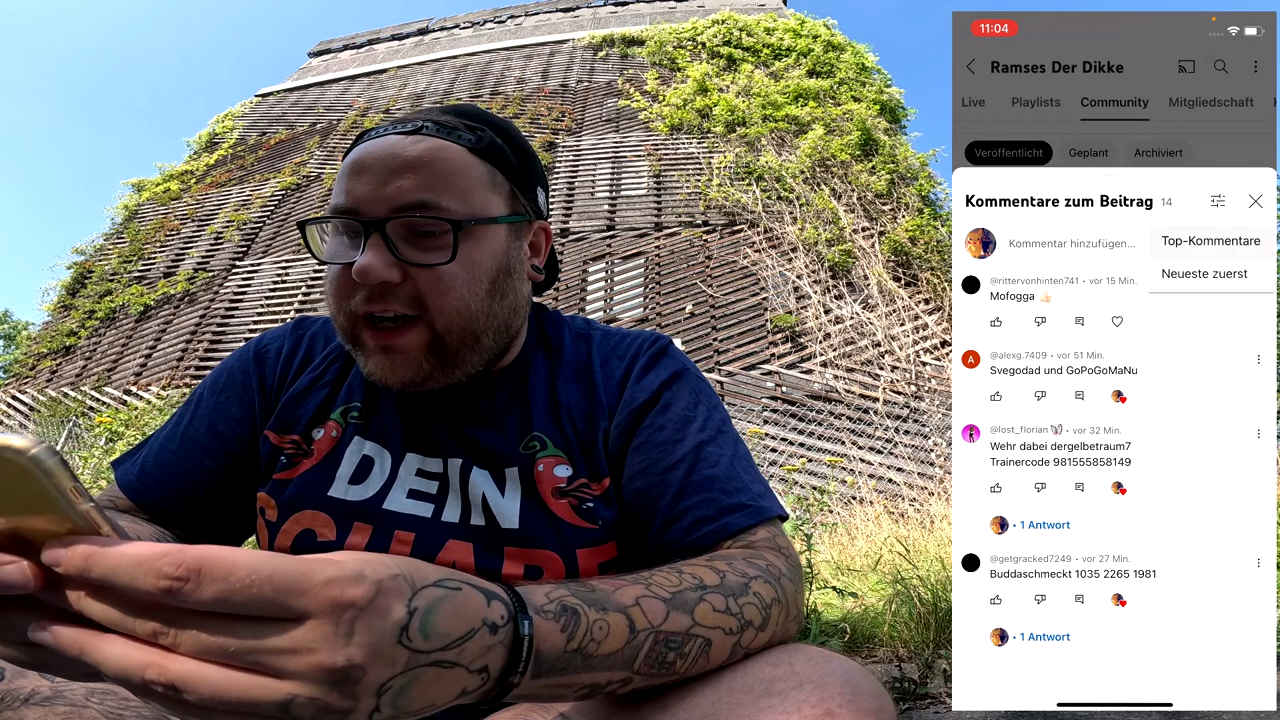 DEIN
SCHARF
11:04
Ramses Der Dikke
Live Playlists Community Mitgliedschaft
Veröffentlicht Geplant Archiviert
Kommentare zum Beitrag 14
Kommentar hinzufügen...
Top-Kommentare
Neueste zuerst
@rittervonhinten741 • vor 15 Min.
Mofogga 👍🏻
@alexg.7409 • vor 51 Min.
A
Svegodad und GoPoGoMaNu
@lost_florian • vor 32 Min.
Wehr dabei dergelbetraum7
Trainercode 981555858149
• 1 Antwort
@getgracked7249 • vor 27 Min.
Buddaschmeckt 1035 2265 1981
• 1 Antwort